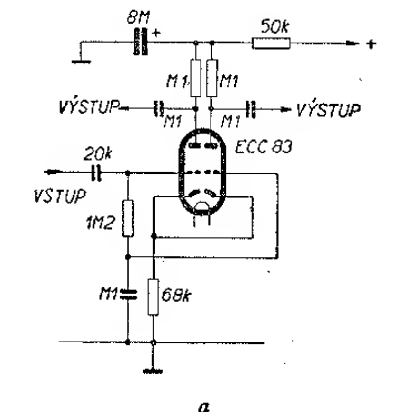 8M + 50k +
M1 M1
VÝSTUP M1 M1 VÝSTUP
ECC 83
20k
VSTUP
1M2
M1 68k
a